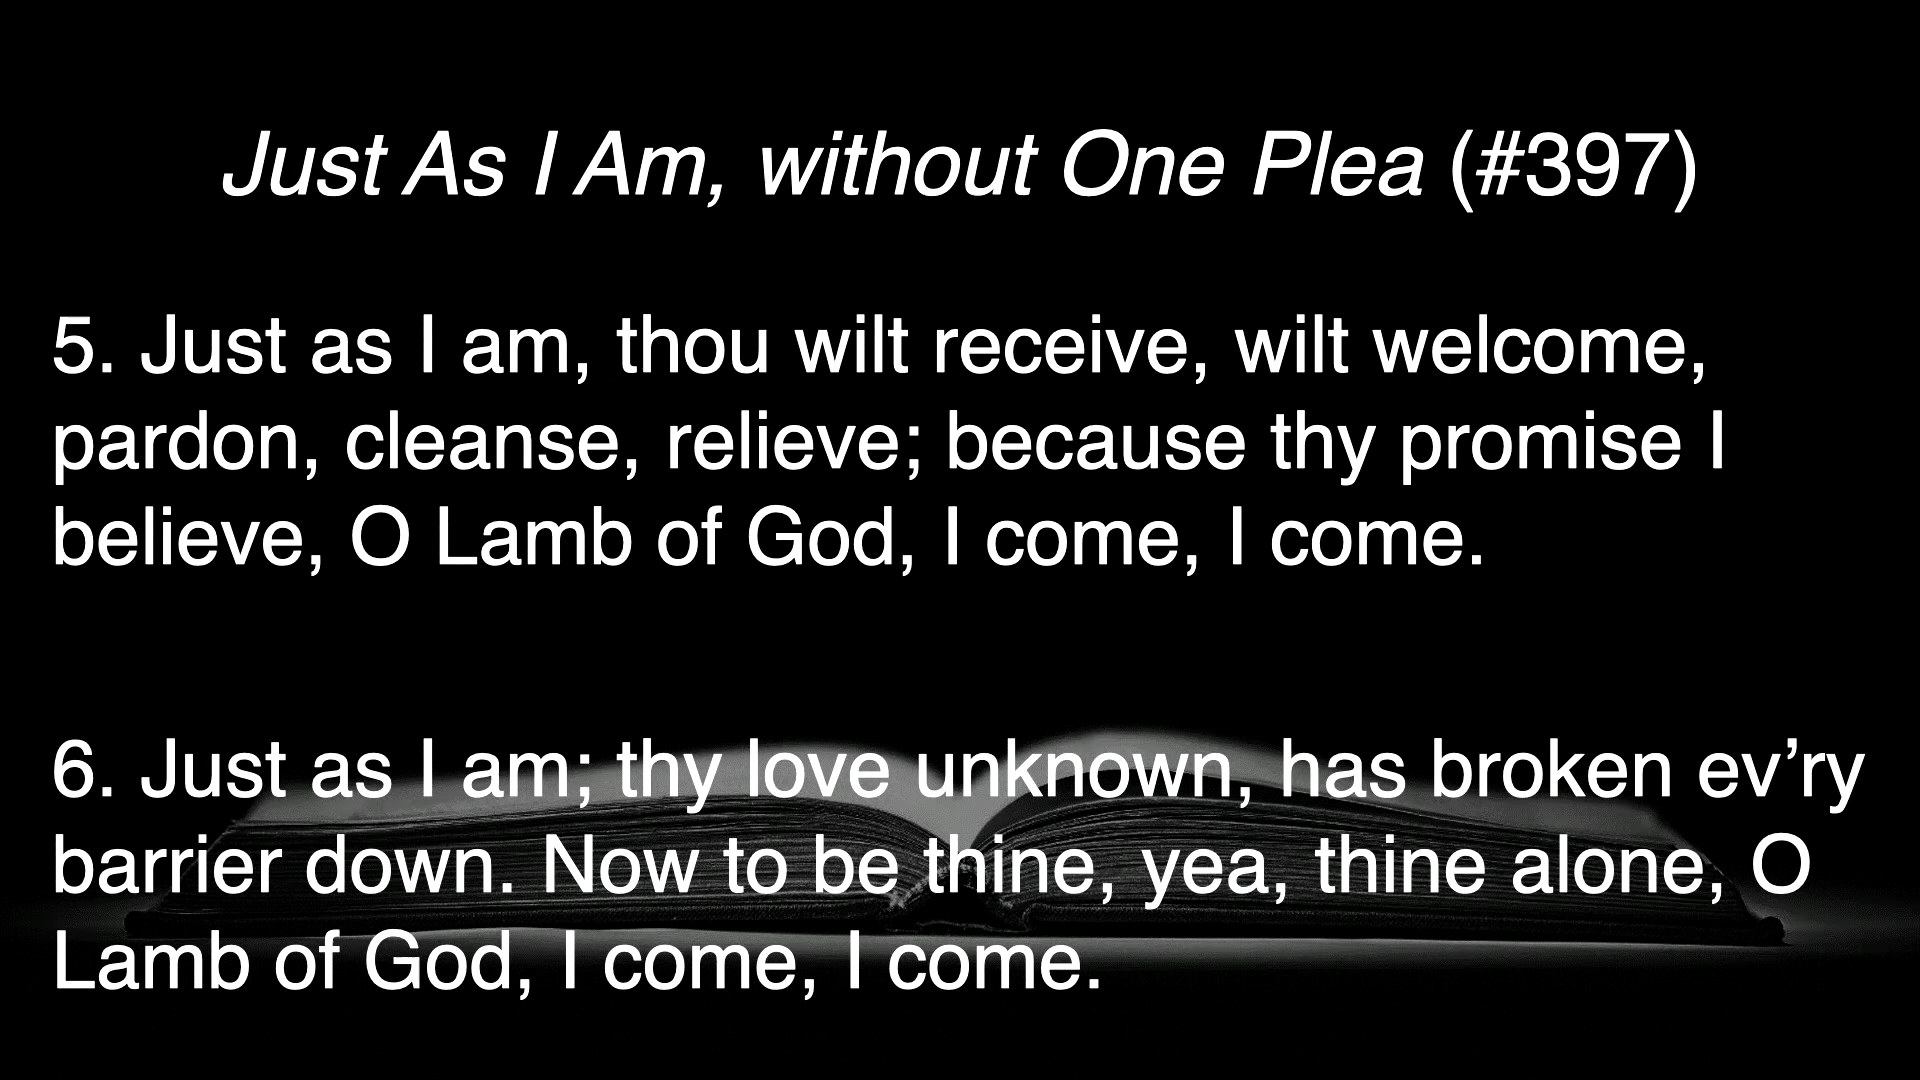 Just As I Am, without One Plea (#397)
5. Just as I am, thou wilt receive, wilt welcome,
pardon, cleanse, relieve; because thy promise I
believe, O Lamb of God, I come, I come.
6. Just as I am; thy love unknown, has broken ev’ry
barrier down. Now to be thine, yea, thine alone, O
Lamb of God, I come, I come.